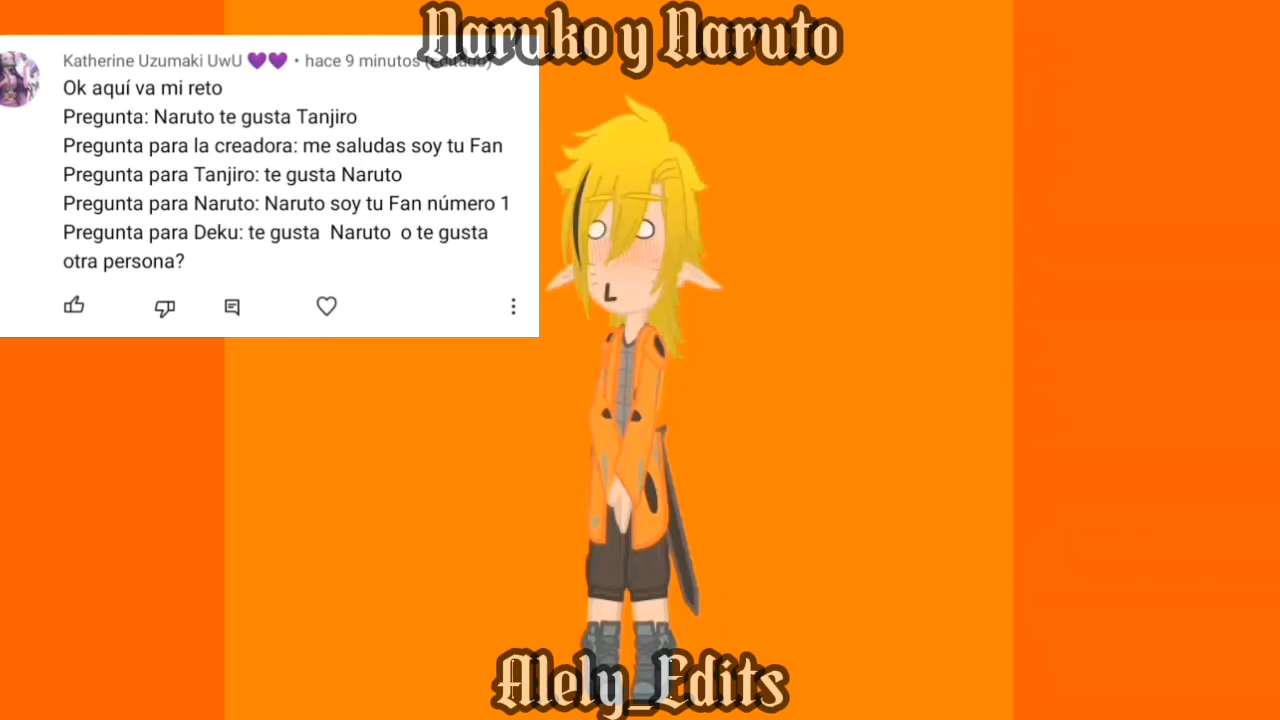 Naruko y Naruto
Katherine Uzumaki UwU 💜💜 • hace 9 minutos (editado)
Ok aquí va mi reto
Pregunta: Naruto te gusta Tanjiro
Pregunta para la creadora: me saludas soy tu Fan
Pregunta para Tanjiro: te gusta Naruto
Pregunta para Naruto: Naruto soy tu Fan número 1
Pregunta para Deku: te gusta Naruto o te gusta
otra persona?
Alely_Edits